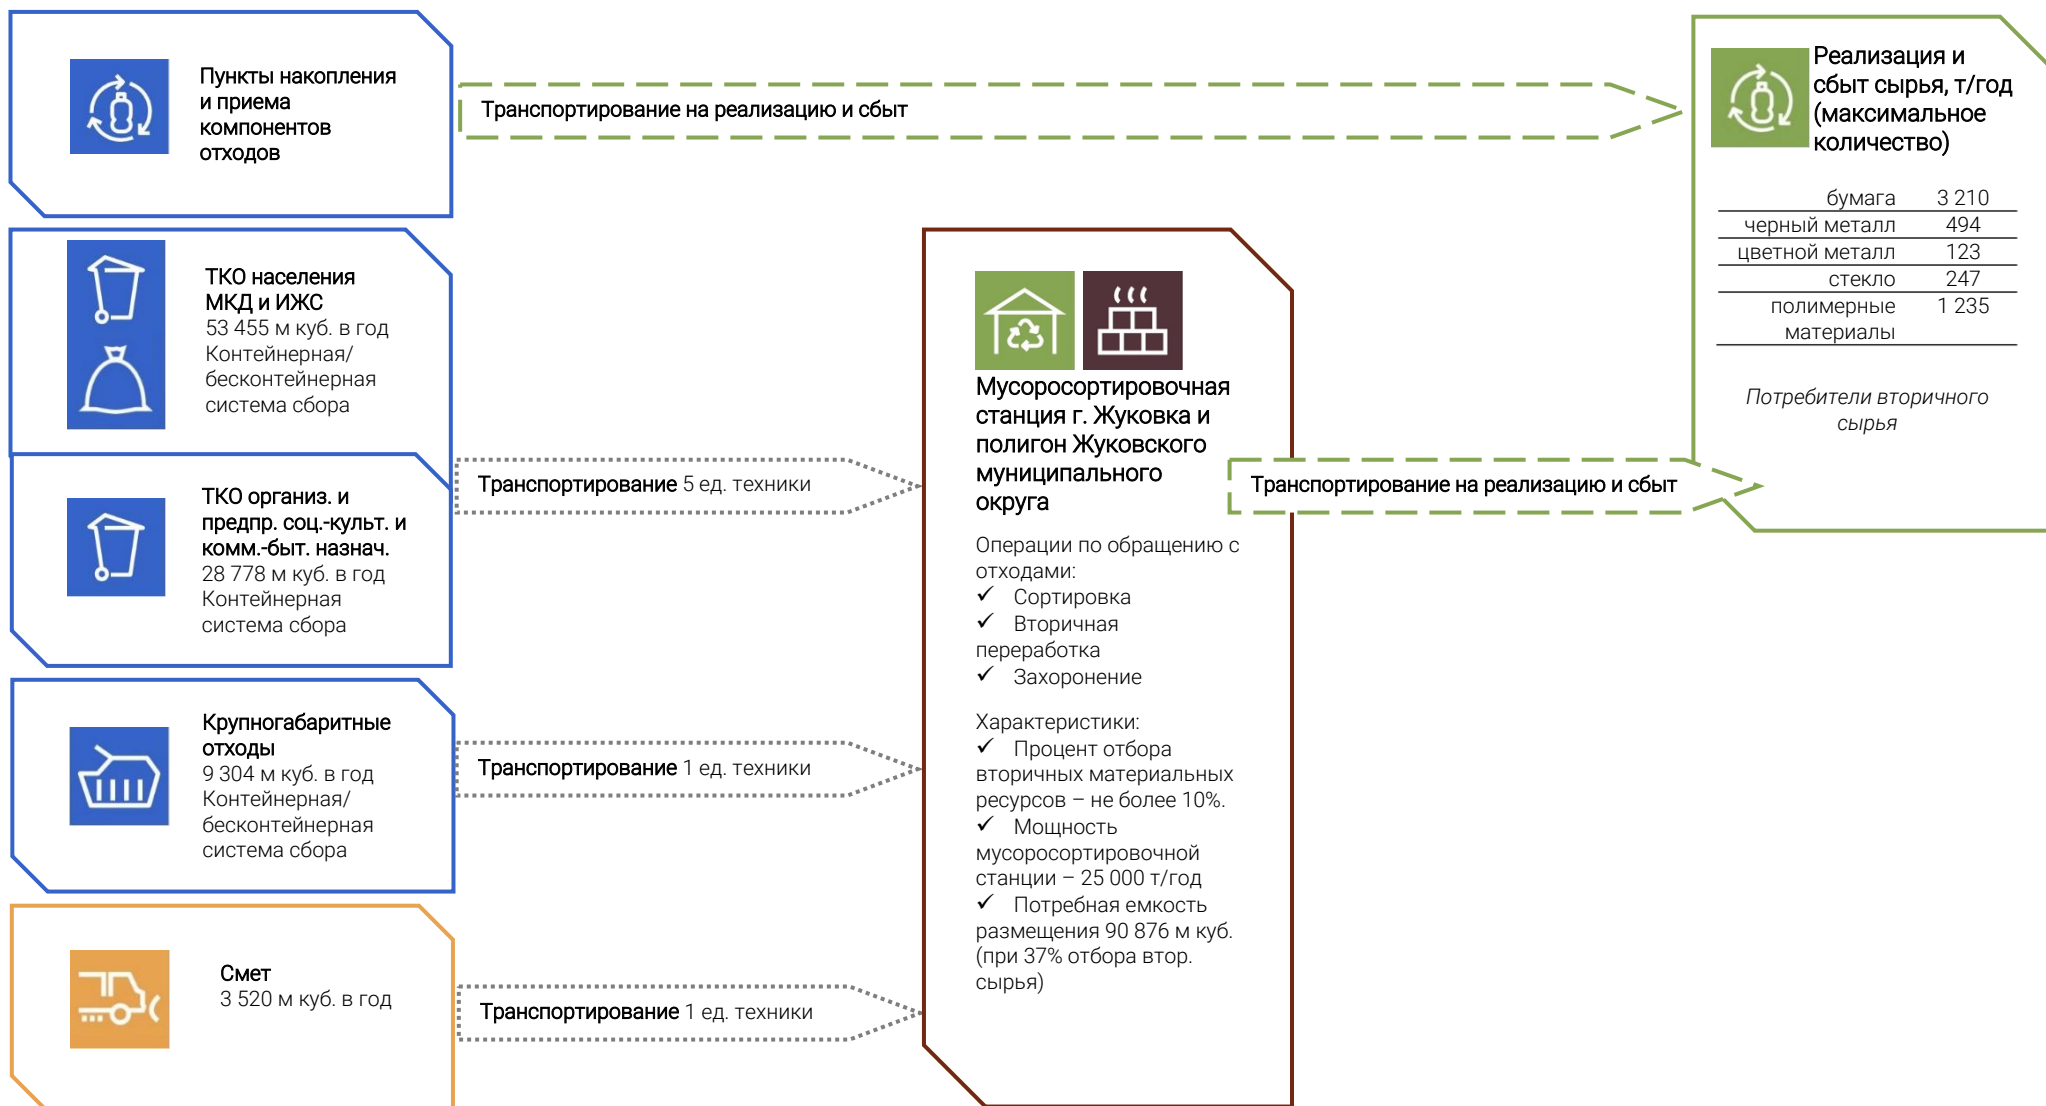 Пункты накопления
и приема
компонентов
отходов
Транспортирование на реализацию и сбыт
Реализация и
сбыт сырья, т/год
(максимальное
количество)
бумага 3 210
черный металл 494
цветной металл 123
стекло 247
полимерные 1 235
материалы
Потребители вторичного
сырья
ТКО населения
МКД и ИЖС
53 455 м куб. в год
Контейнерная/
бесконтейнерная
система сбора
ТКО организ. и
предпр. соц.-культ. и
комм.-быт. назнач.
28 778 м куб. в год
Контейнерная
система сбора
Транспортирование 5 ед. техники
Крупногабаритные
отходы
9 304 м куб. в год
Контейнерная/
бесконтейнерная
система сбора
Транспортирование 1 ед. техники
Смет
3 520 м куб. в год
Транспортирование 1 ед. техники
Мусоросортировочная
станция г. Жуковка и
полигон Жуковского
муниципального
округа
Операции по обращению с
отходами:
✓ Сортировка
✓ Вторичная
переработка
✓ Захоронение
Характеристики:
✓ Процент отбора
вторичных материальных
ресурсов – не более 10%.
✓ Мощность
мусоросортировочной
станции – 25 000 т/год
✓ Потребная емкость
размещения 90 876 м куб.
(при 37% отбора втор.
сырья)
Транспортирование на реализацию и сбыт